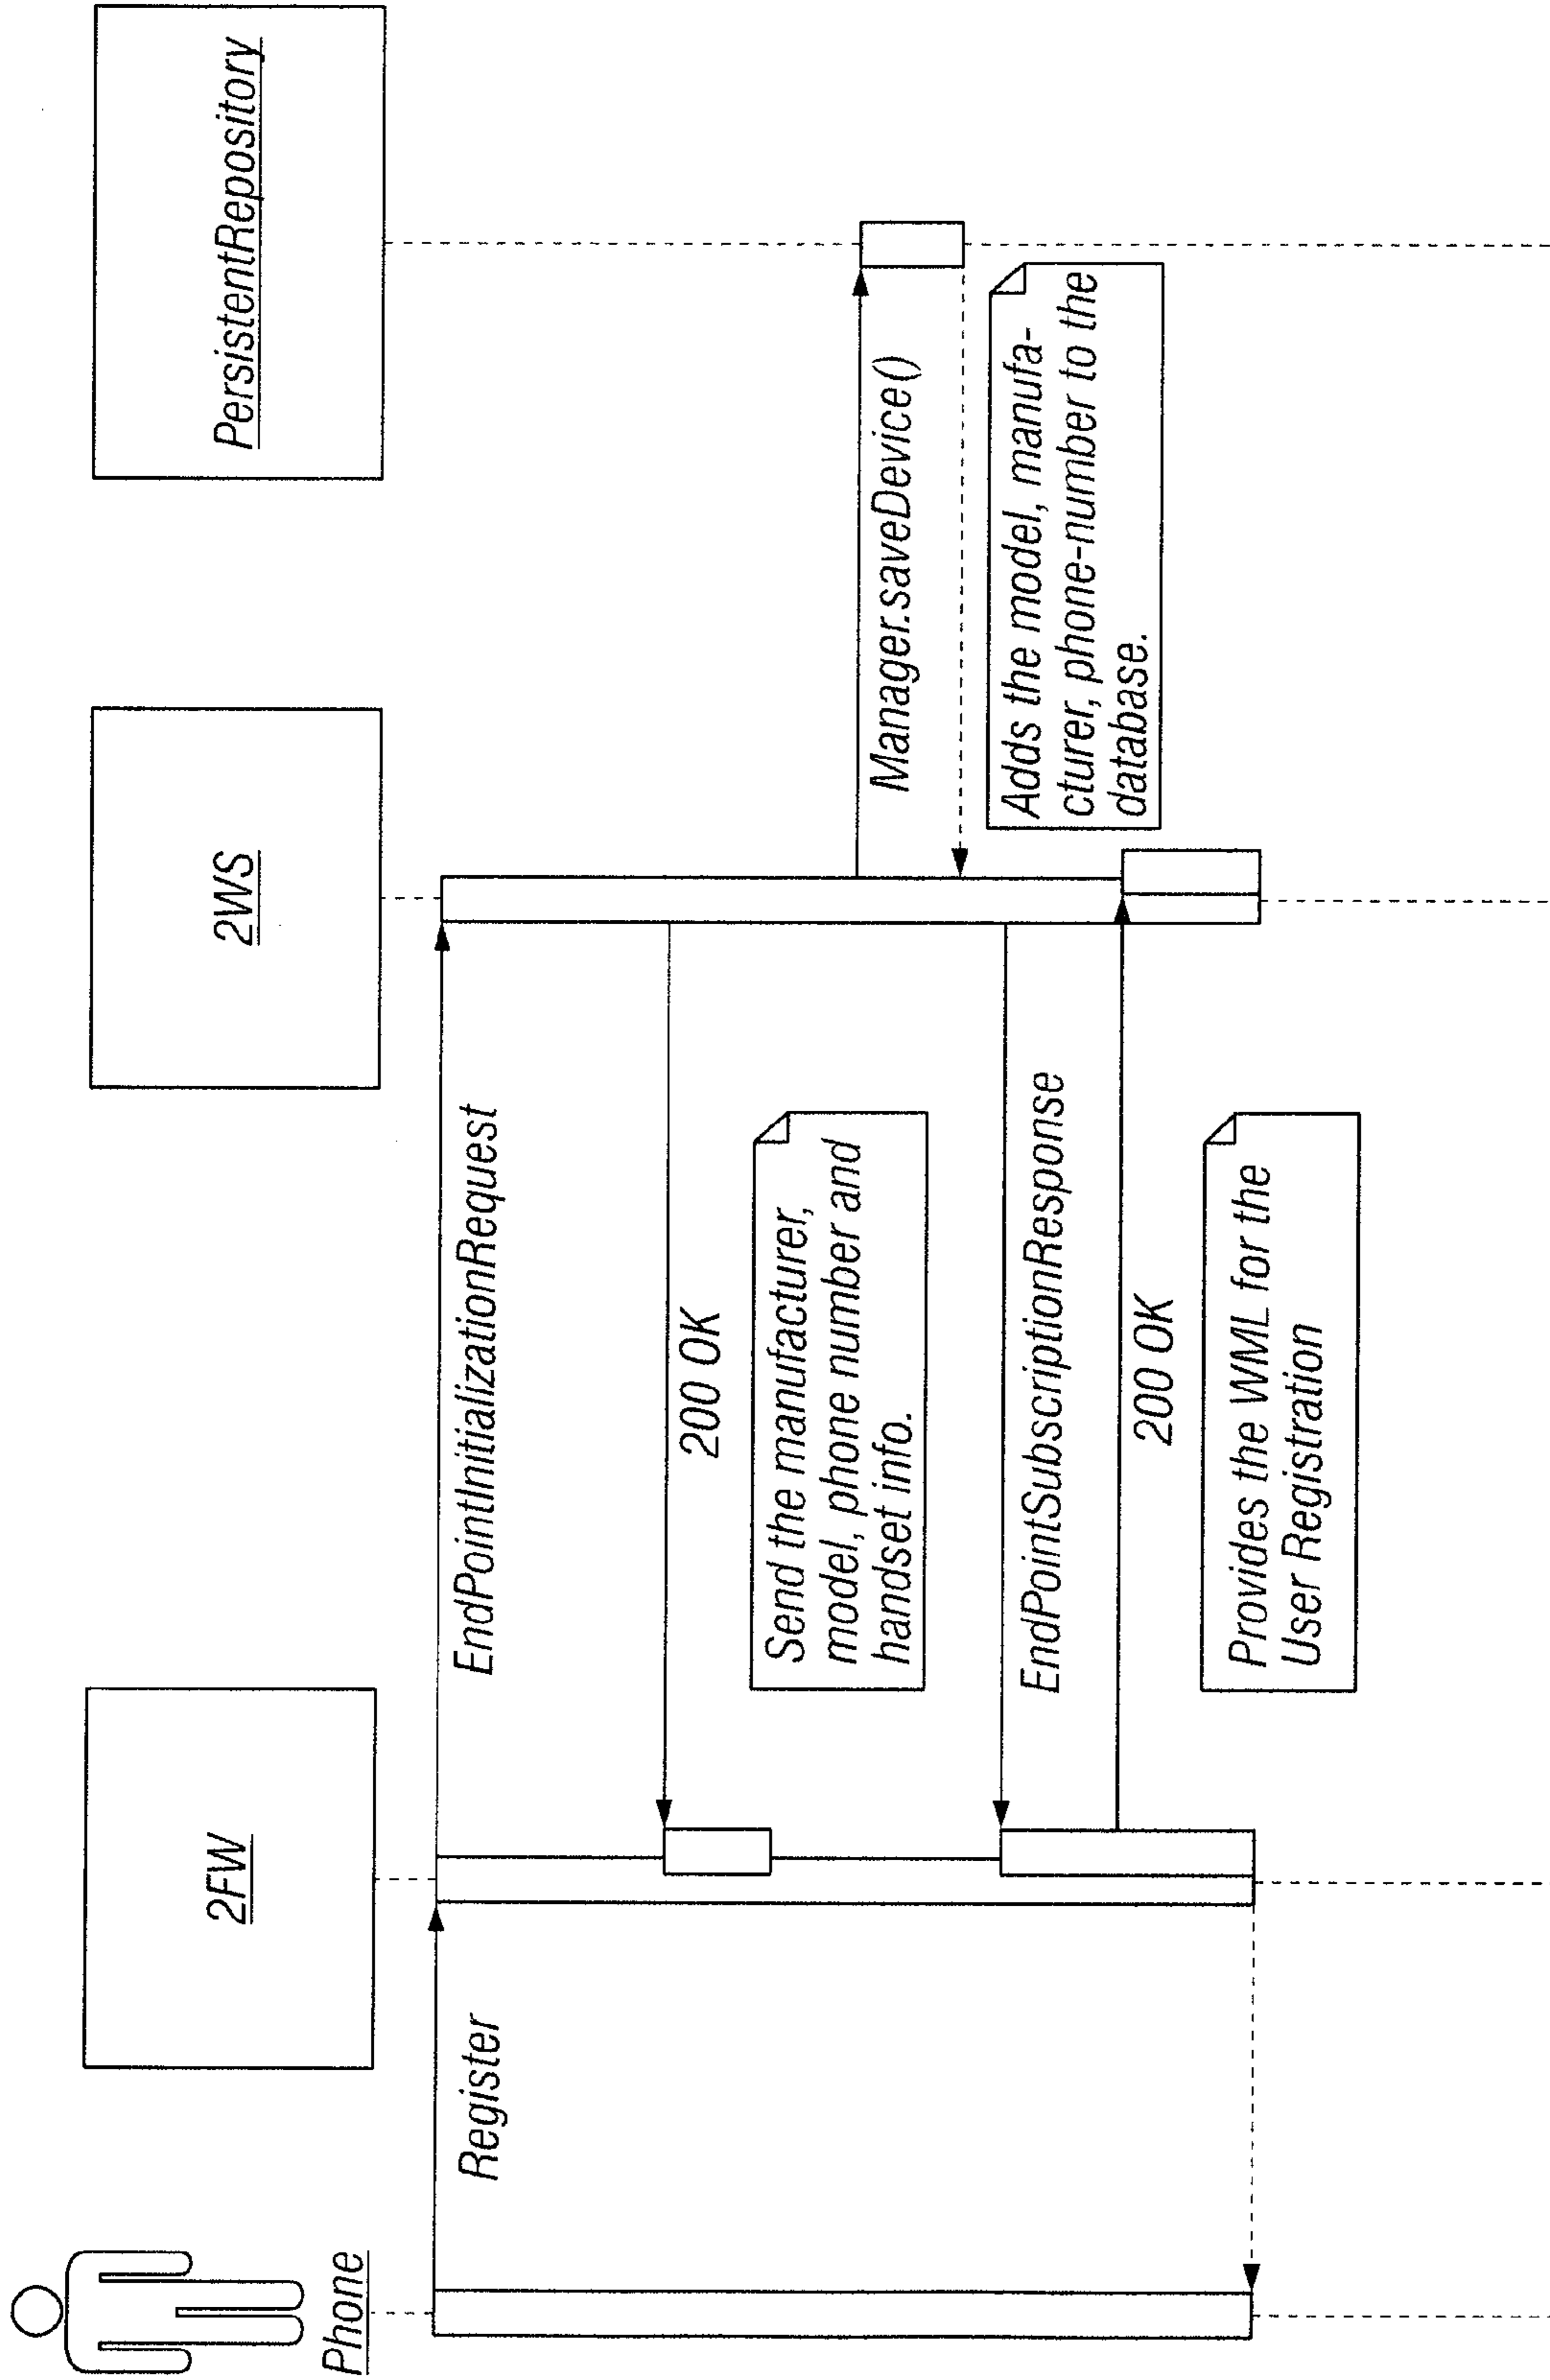 Phone
2FW
2WS
PersistentRepository
Register
EndPointInitializationRequest
200 OK
Send the manufacturer,
model, phone number and
handset info.
Manager.saveDevice()
Adds the model, manufa-
cturer, phone-number to the
database.
EndPointSubscriptionResponse
200 OK
Provides the WML for the
User Registration